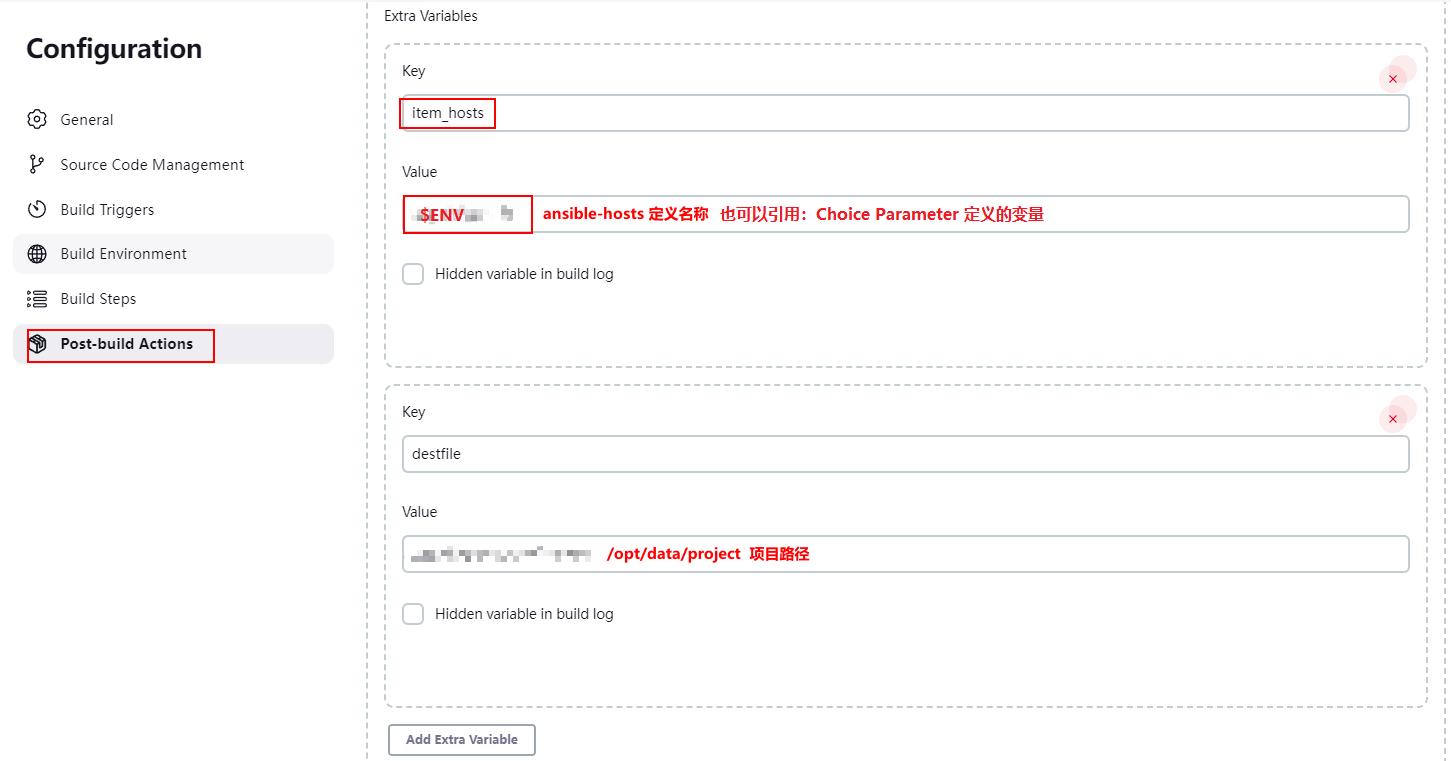 Configuration
General
Source Code Management
Build Triggers
Build Environment
Build Steps
Post-build Actions
Extra Variables
Key
item_hosts
Value
$ENV ansible-hosts 定义名称 也可以引用：Choice Parameter 定义的变量
Hidden variable in build log
Key
destfile
Value
/opt/data/project 项目路径
Hidden variable in build log
Add Extra Variable